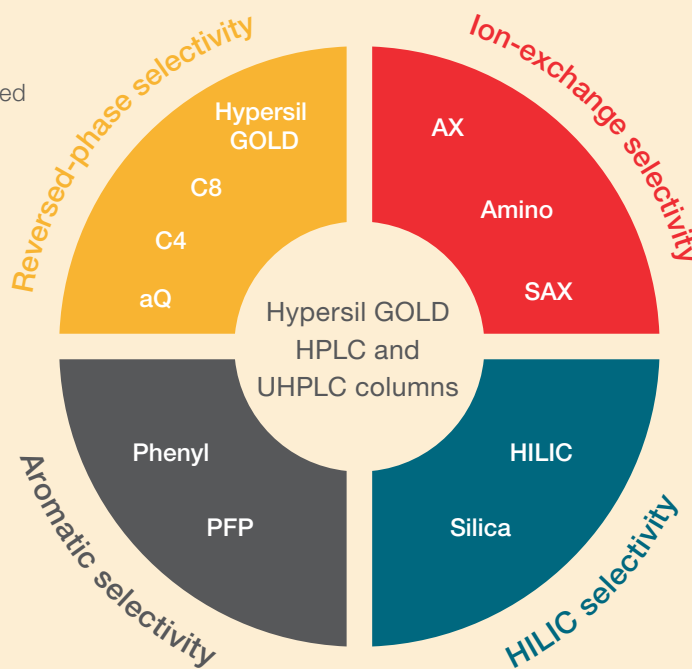 ed
Reversed-phase selectivity
Hypersil
GOLD
C8
C4
aQ
Ion-exchange selectivity
AX
Amino
SAX
Hypersil GOLD
HPLC and
UHPLC columns
Aromatic selectivity
Phenyl
PFP
HILIC selectivity
HILIC
Silica